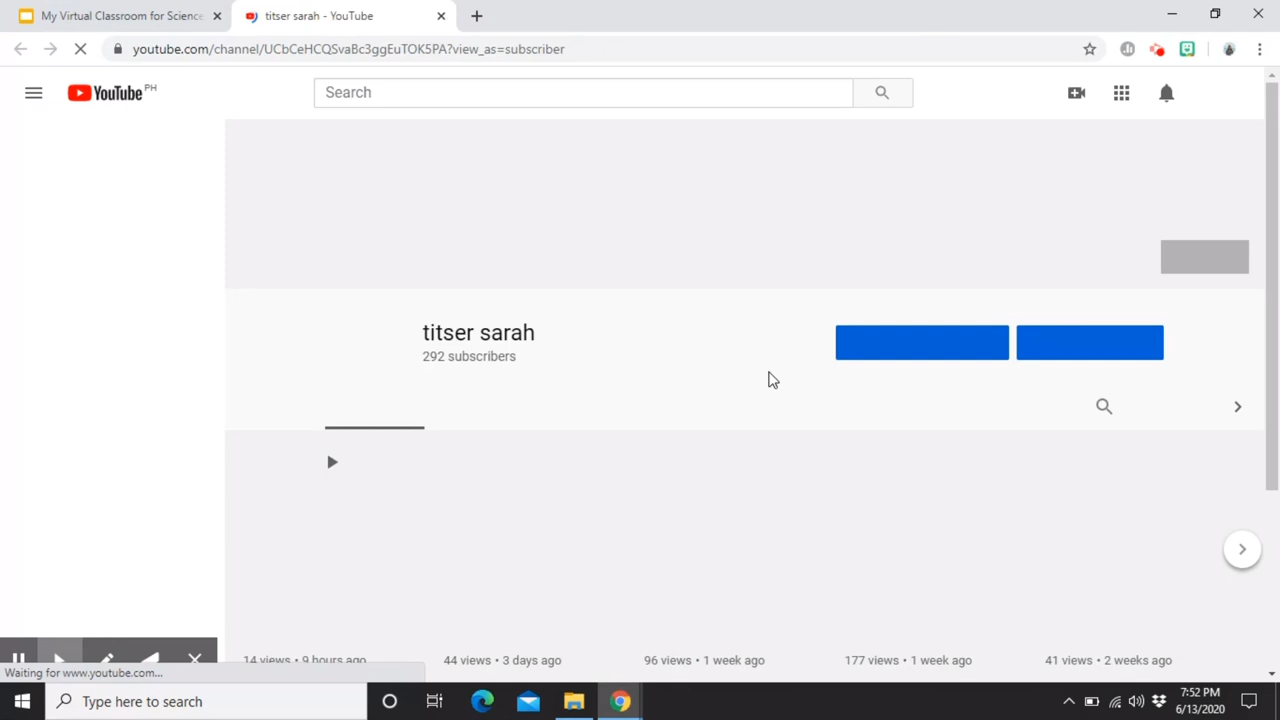 My Virtual Classroom for Science
titser sarah - YouTube
youtube.com/channel/UCbCeHCQSvaBc3ggEuTOK5PA?view_as=subscriber
YouTube PH
Search
titser sarah
292 subscribers
14 views • 9 hours ago
44 views • 3 days ago
96 views • 1 week ago
177 views • 1 week ago
41 views • 2 weeks ago
Waiting for www.youtube.com...
Type here to search
7:52 PM
6/13/2020